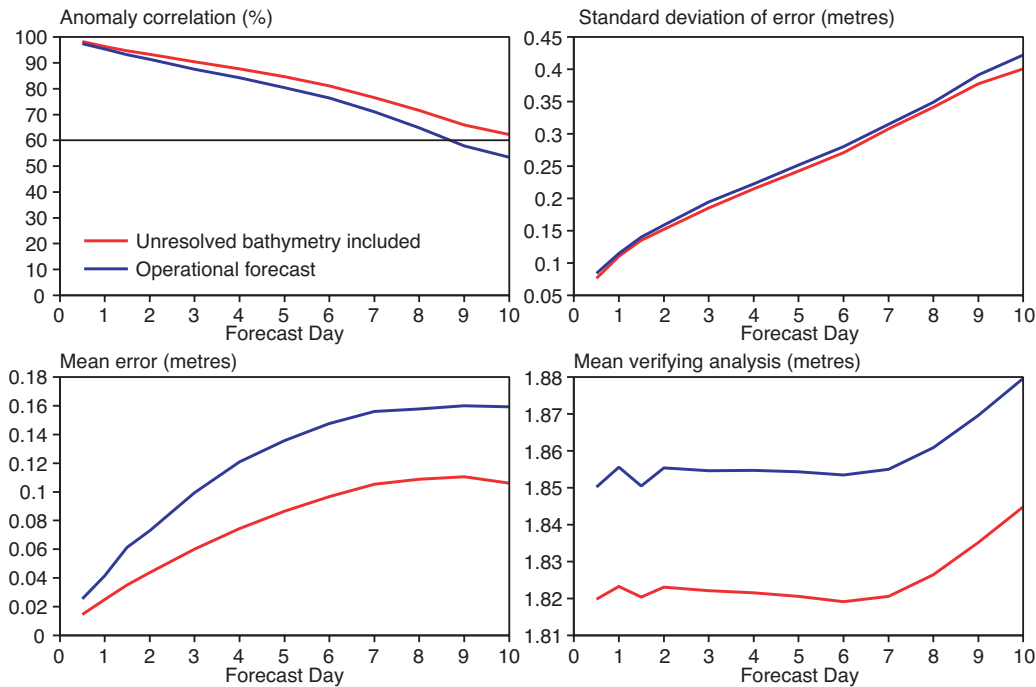 Anomaly correlation (%)
100
90
80
70
60
50
40
30
20
10
0
Unresolved bathymetry included
Operational forecast
0 1 2 3 4 5 6 7 8 9 10
Forecast Day
Standard deviation of error (metres)
0.45
0.4
0.35
0.3
0.25
0.2
0.15
0.1
0.05
0 1 2 3 4 5 6 7 8 9 10
Forecast Day
Mean error (metres)
0.18
0.16
0.14
0.12
0.1
0.08
0.06
0.04
0.02
0
0 1 2 3 4 5 6 7 8 9 10
Forecast Day
Mean verifying analysis (metres)
1.88
1.87
1.86
1.85
1.84
1.83
1.82
1.81
0 1 2 3 4 5 6 7 8 9 10
Forecast Day